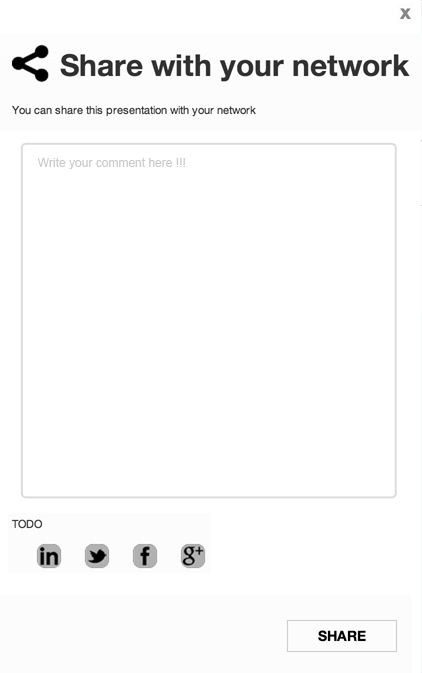 x
Share with your network
You can share this presentation with your network
Write your comment here !!!
TODO
in f g+
SHARE